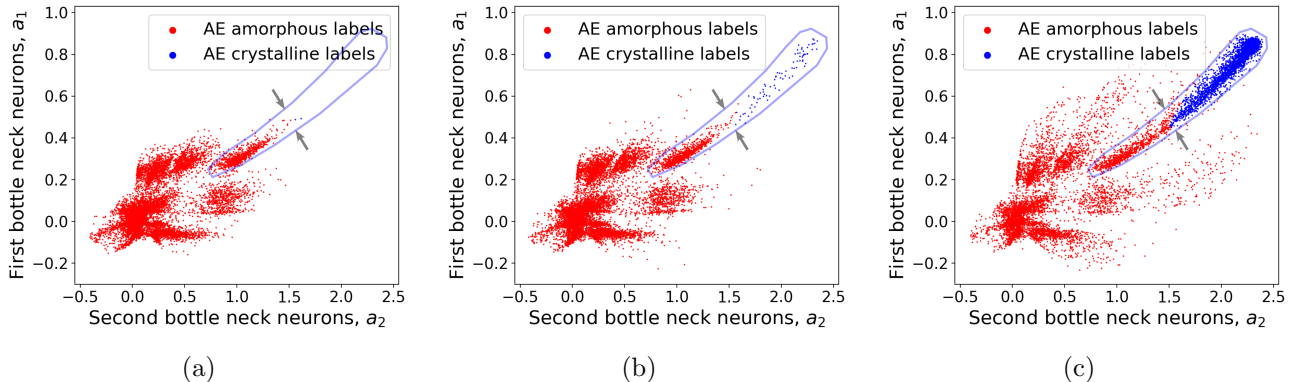 First bottle neck neurons, a₁
1.0
0.8
0.6
0.4
0.2
0.0
−0.2
AE amorphous labels
AE crystalline labels
−0.5 0.0 0.5 1.0 1.5 2.0 2.5
Second bottle neck neurons, a₂
(a)
First bottle neck neurons, a₁
1.0
0.8
0.6
0.4
0.2
0.0
−0.2
AE amorphous labels
AE crystalline labels
−0.5 0.0 0.5 1.0 1.5 2.0 2.5
Second bottle neck neurons, a₂
(b)
First bottle neck neurons, a₁
1.0
0.8
0.6
0.4
0.2
0.0
−0.2
AE amorphous labels
AE crystalline labels
−0.5 0.0 0.5 1.0 1.5 2.0 2.5
Second bottle neck neurons, a₂
(c)